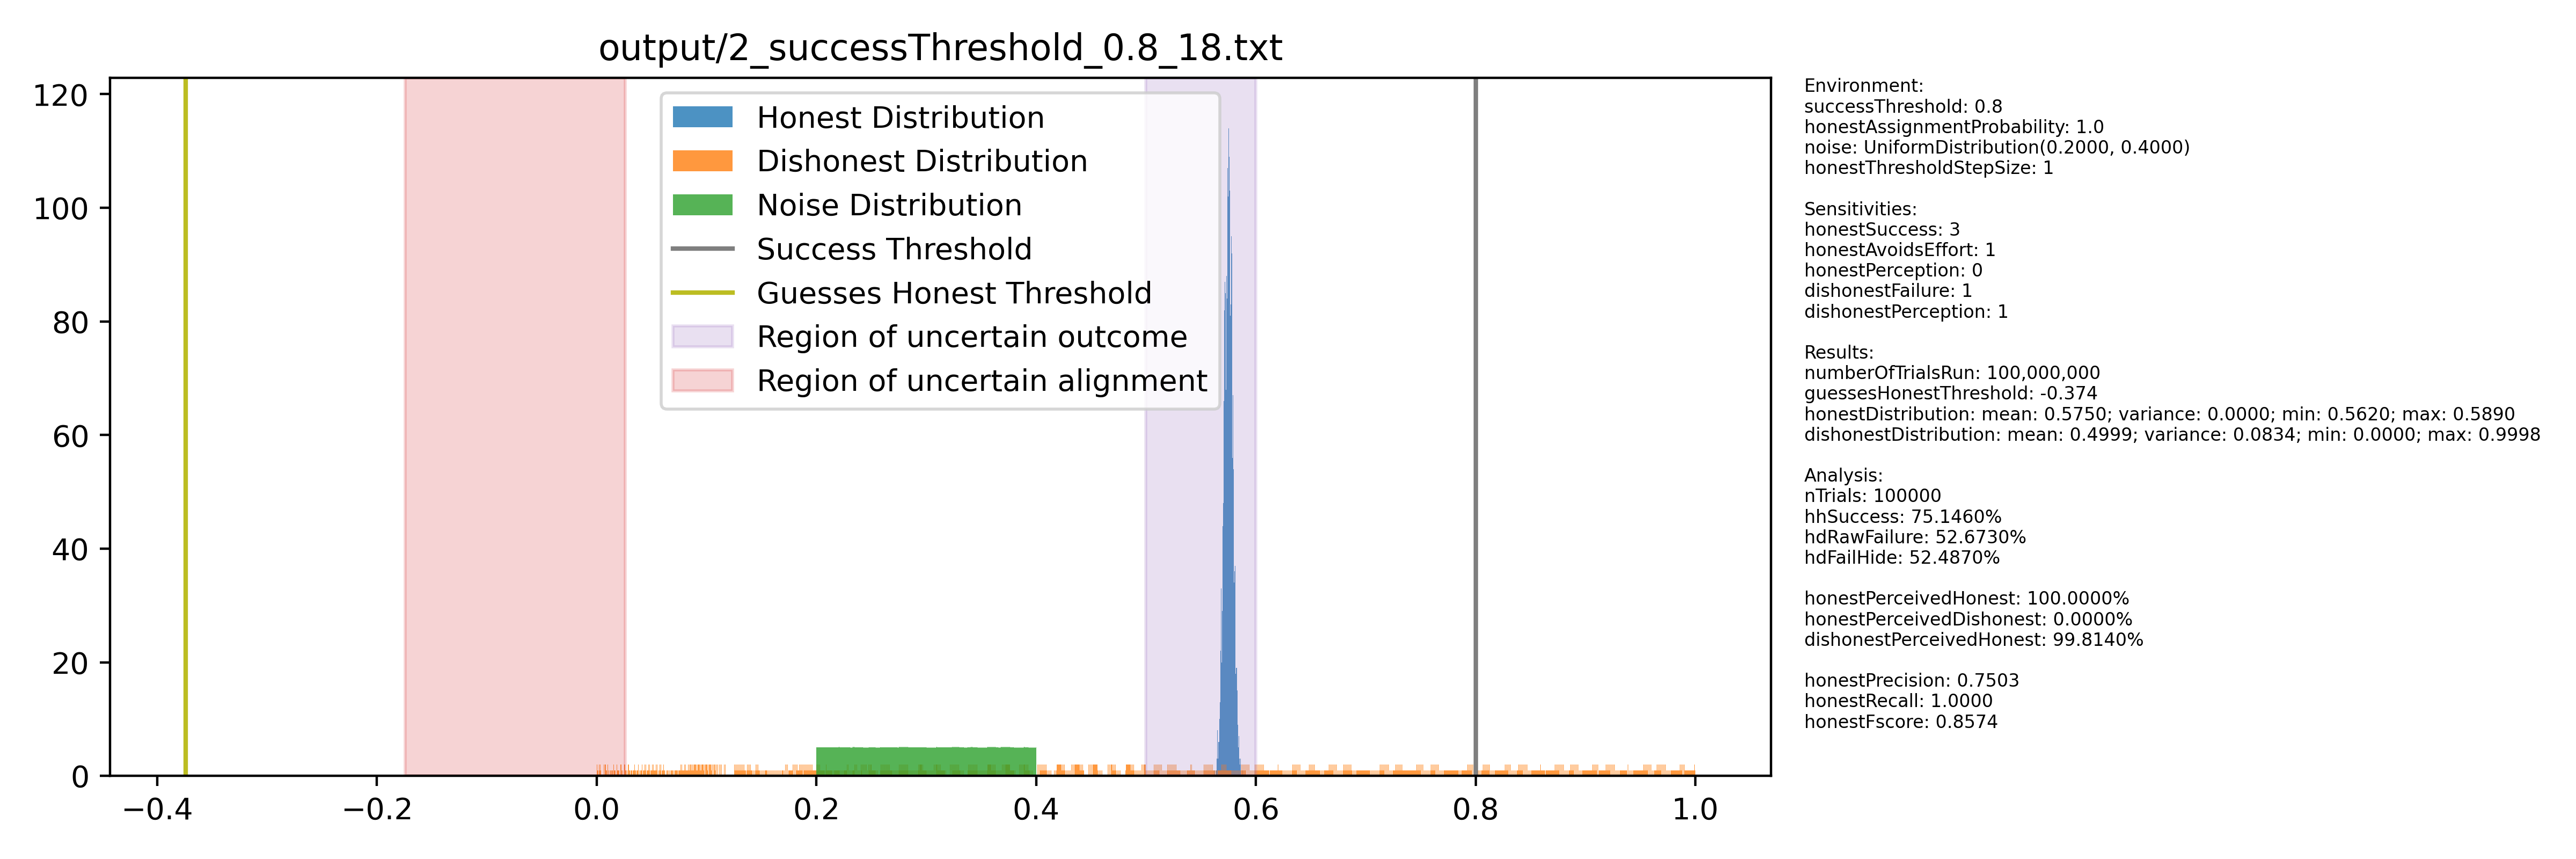 output/2_successThreshold_0.8_18.txt
120
100
80
60
40
20
0
−0.4
−0.2
0.0
0.2
0.4
0.6
0.8
1.0
Honest Distribution
Dishonest Distribution
Noise Distribution
Success Threshold
Guesses Honest Threshold
Region of uncertain outcome
Region of uncertain alignment
Environment:
successThreshold: 0.8
honestAssignmentProbability: 1.0
noise: UniformDistribution(0.2000, 0.4000)
honestThresholdStepSize: 1
Sensitivities:
honestSuccess: 3
honestAvoidsEffort: 1
honestPerception: 0
dishonestFailure: 1
dishonestPerception: 1
Results:
numberOfTrialsRun: 100,000,000
guessesHonestThreshold: -0.374
honestDistribution: mean: 0.5750; variance: 0.0000; min: 0.5620; max: 0.5890
dishonestDistribution: mean: 0.4999; variance: 0.0834; min: 0.0000; max: 0.9998
Analysis:
nTrials: 100000
hhSuccess: 75.1460%
hdRawFailure: 52.6730%
hdFailHide: 52.4870%
honestPerceivedHonest: 100.0000%
honestPerceivedDishonest: 0.0000%
dishonestPerceivedHonest: 99.8140%
honestPrecision: 0.7503
honestRecall: 1.0000
honestFscore: 0.8574